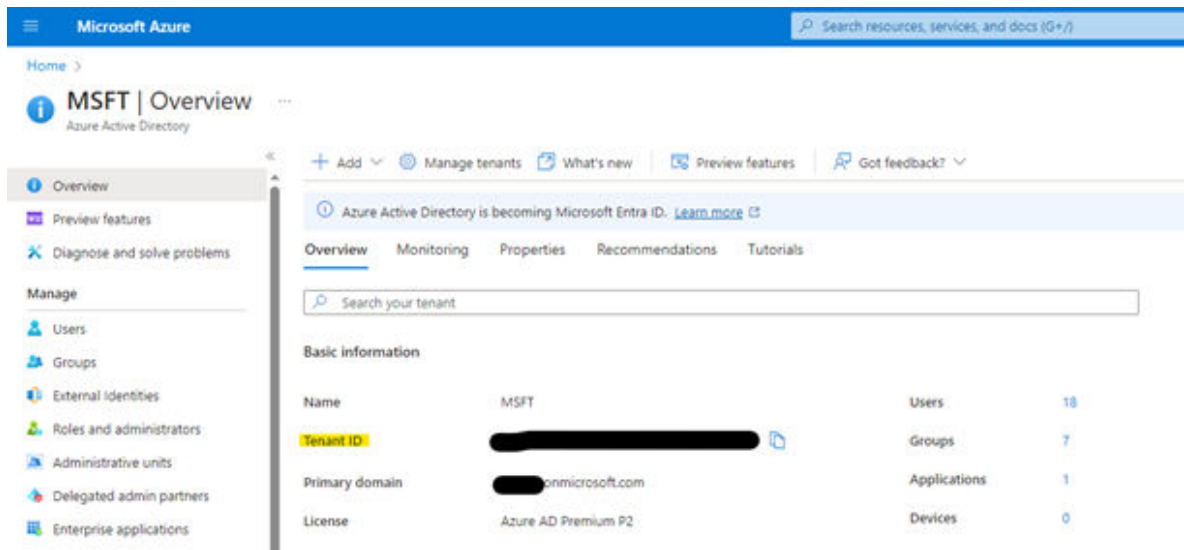 Microsoft Azure
Search resources, services, and docs (G+/)
Home >
MSFT | Overview ...
Azure Active Directory
«
Overview
Preview features
Diagnose and solve problems
Manage
Users
Groups
External Identities
Roles and administrators
Administrative units
Delegated admin partners
Enterprise applications
+ Add Manage tenants What's new Preview features Got feedback?
Azure Active Directory is becoming Microsoft Entra ID. Learn more
Overview Monitoring Properties Recommendations Tutorials
Search your tenant
Basic information
Name MSFT Users 18
Tenant ID Groups 7
Primary domain onmicrosoft.com Applications 1
License Azure AD Premium P2 Devices 0